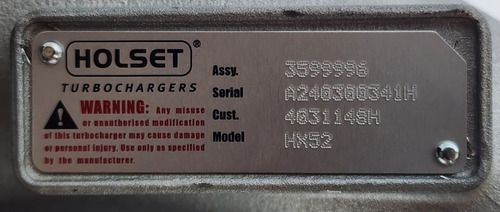 HOLSET®
TURBOCHARGERS
WARNING: Any misuse
or unauthorised modification
of this turbocharger may cause damage
or personal injury. Use only as specified
by the manufacturer.
Assy. 3599996
Serial A240300341H
Cust. 4031148H
Model HX52